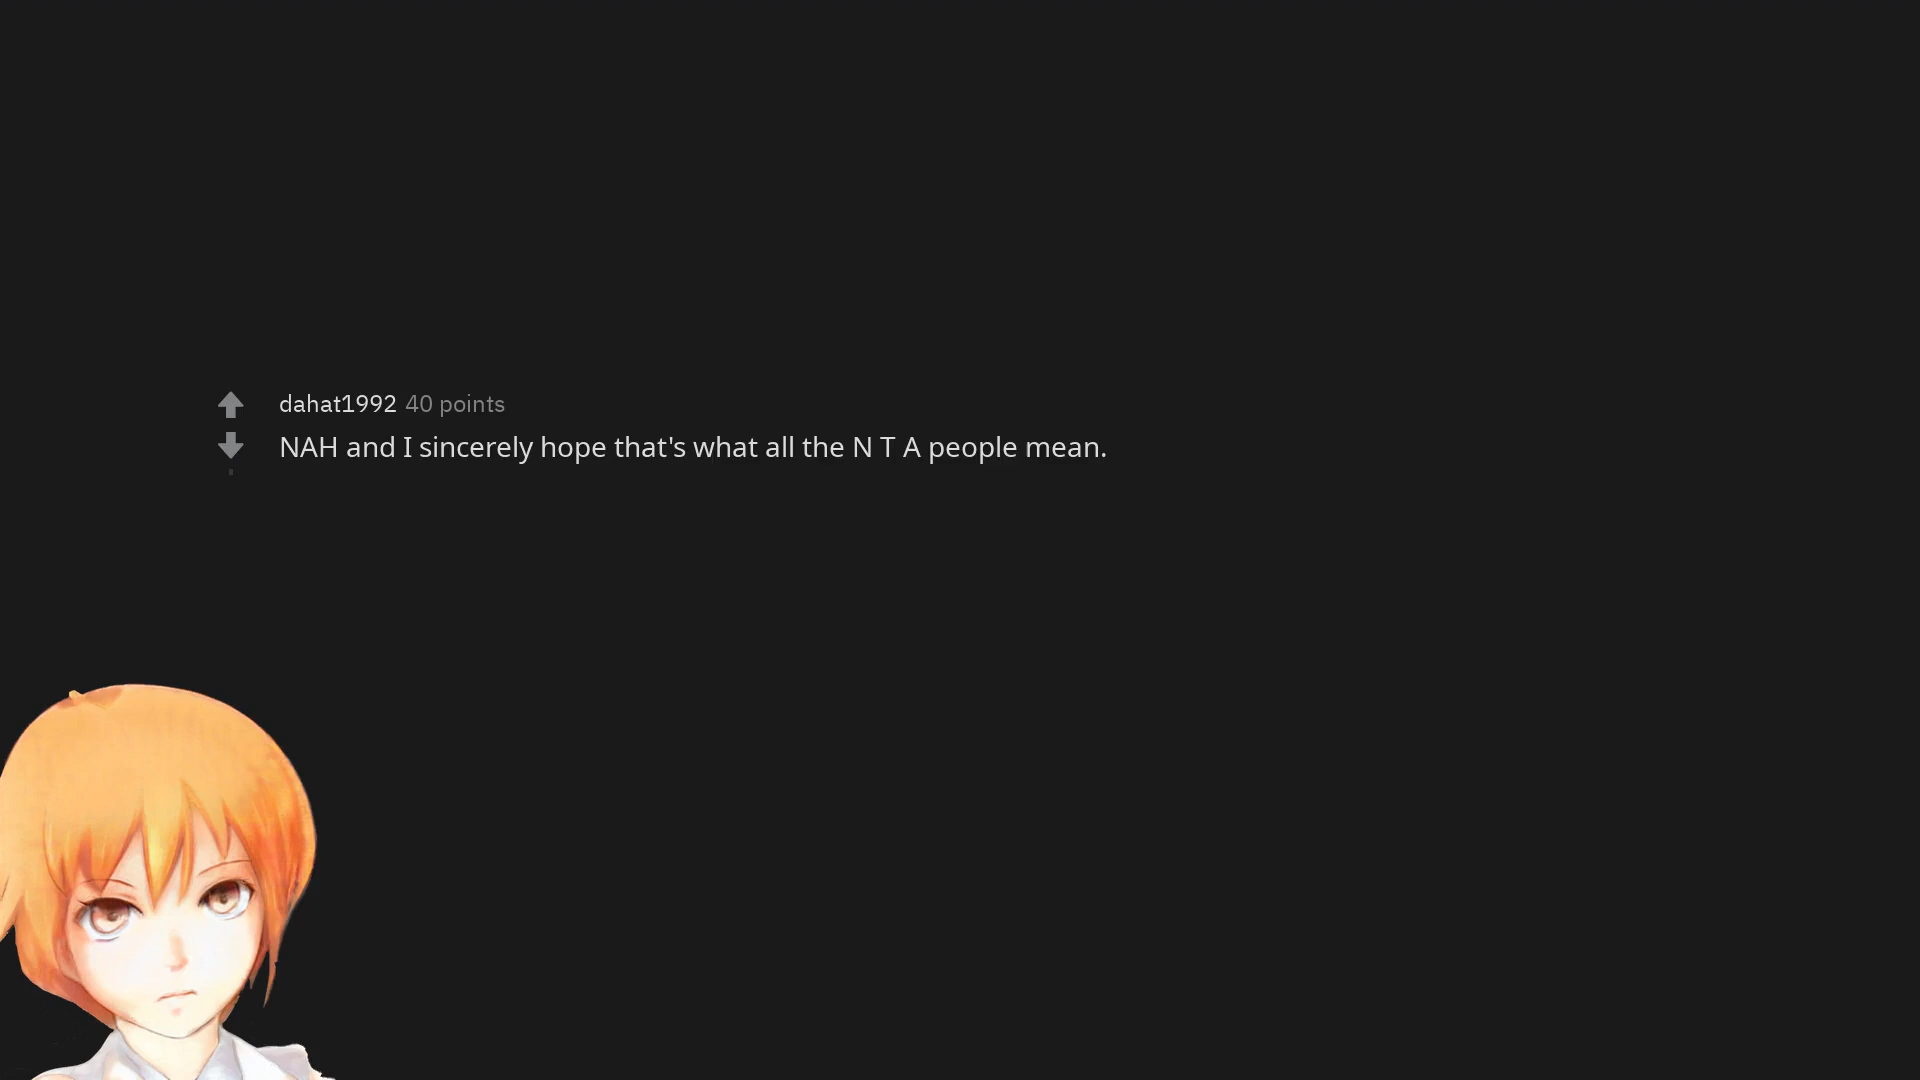 dahat1992 40 points
NAH and I sincerely hope that's what all the N T A people mean.